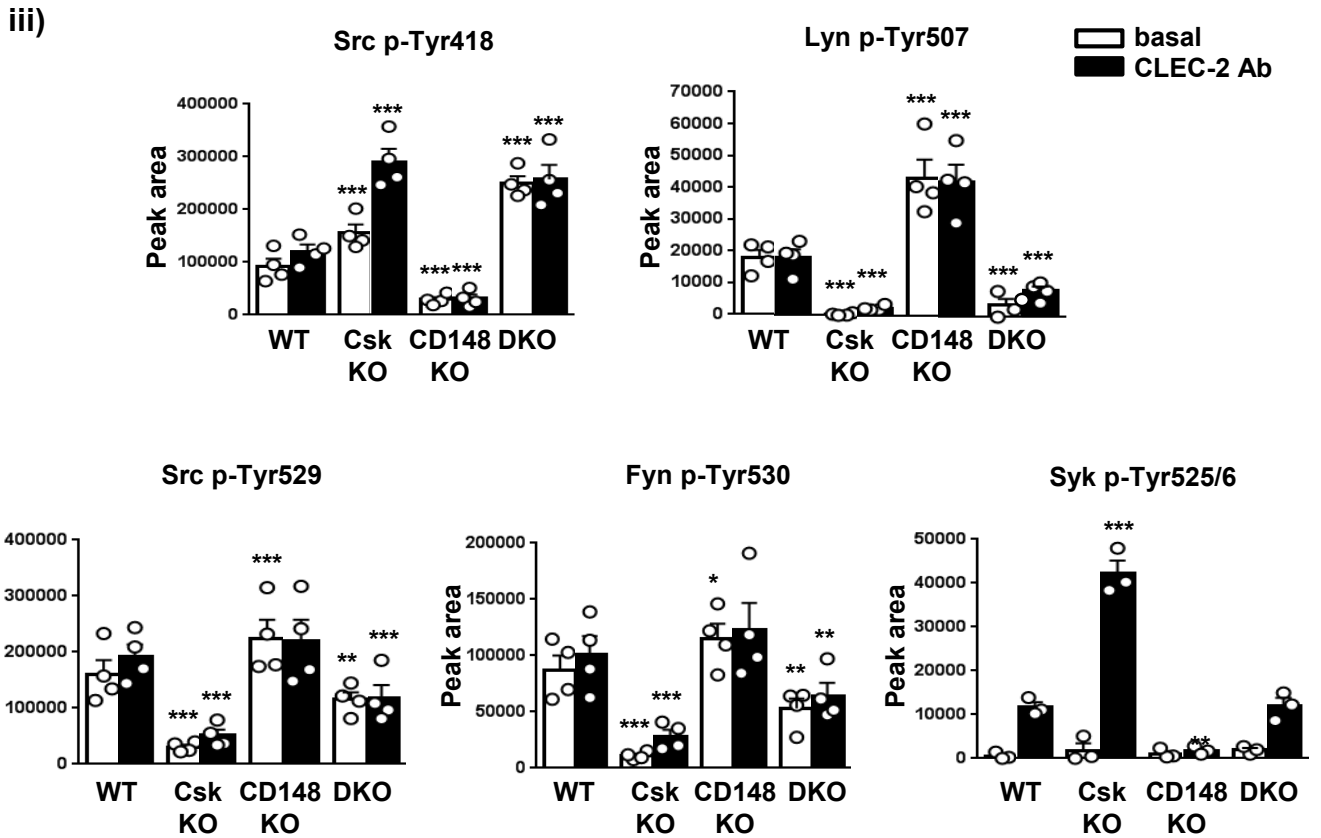 iii)
Src p-Tyr418
Lyn p-Tyr507
basal
CLEC-2 Ab
Peak area
400000
300000
200000
100000
0
*** *** *** *** *** ***
WT Csk KO CD148 KO DKO
Peak area
70000
60000
50000
40000
30000
20000
10000
0
*** *** *** *** *** ***
WT Csk KO CD148 KO DKO
Src p-Tyr529
Fyn p-Tyr530
Syk p-Tyr525/6
400000
300000
200000
100000
0
*** *** *** ** ***
WT Csk KO CD148 KO DKO
Peak area
200000
150000
100000
50000
0
*** *** * ** **
WT Csk KO CD148 KO DKO
Peak area
50000
40000
30000
20000
10000
0
*** **
WT Csk KO CD148 KO DKO